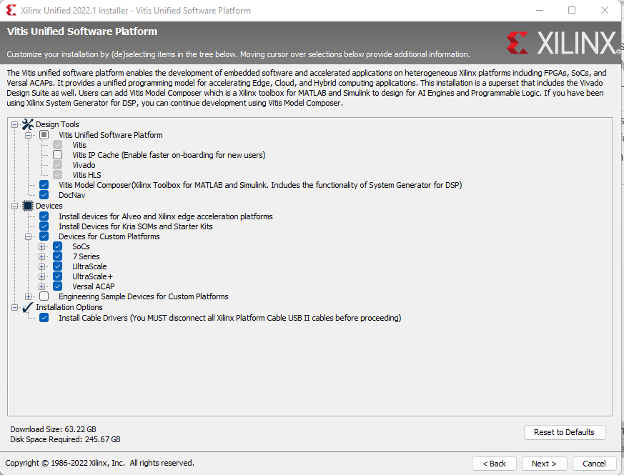 Xilinx Unified 2022.1 Installer - Vitis Unified Software Platform
Vitis Unified Software Platform
Customize your installation by (de)selecting items in the tree below. Moving cursor over selections below provide additional information.
XILINX
The Vitis unified software platform enables the development of embedded software and accelerated applications on heterogeneous Xilinx platforms including FPGAs, SoCs, and
Versal ACAPs. It provides a unified programming model for accelerating Edge, Cloud, and Hybrid computing applications. This installation is a superset that includes the Vivado
Design Suite as well. Users can add Vitis Model Composer which is a Xilinx toolbox for MATLAB and Simulink to design for AI Engines and Programmable Logic. If you have been
using Xilinx System Generator for DSP, you can continue development using Vitis Model Composer.
Design Tools
Vitis Unified Software Platform
Vitis
Vitis IP Cache (Enable faster on-boarding for new users)
Vivado
Vitis HLS
Vitis Model Composer(Xilinx Toolbox for MATLAB and Simulink. Includes the functionality of System Generator for DSP)
DocNav
Devices
Install devices for Alveo and Xilinx edge acceleration platforms
Install Devices for Kria SOMs and Starter Kits
Devices for Custom Platforms
SoCs
7 Series
UltraScale
UltraScale+
Versal ACAP
Engineering Sample Devices for Custom Platforms
Installation Options
Install Cable Drivers (You MUST disconnect all Xilinx Platform Cable USB II cables before proceeding)
Download Size: 63.22 GB
Disk Space Required: 245.67 GB
Reset to Defaults
Copyright © 1986-2022 Xilinx, Inc. All rights reserved.
< Back
Next >
Cancel